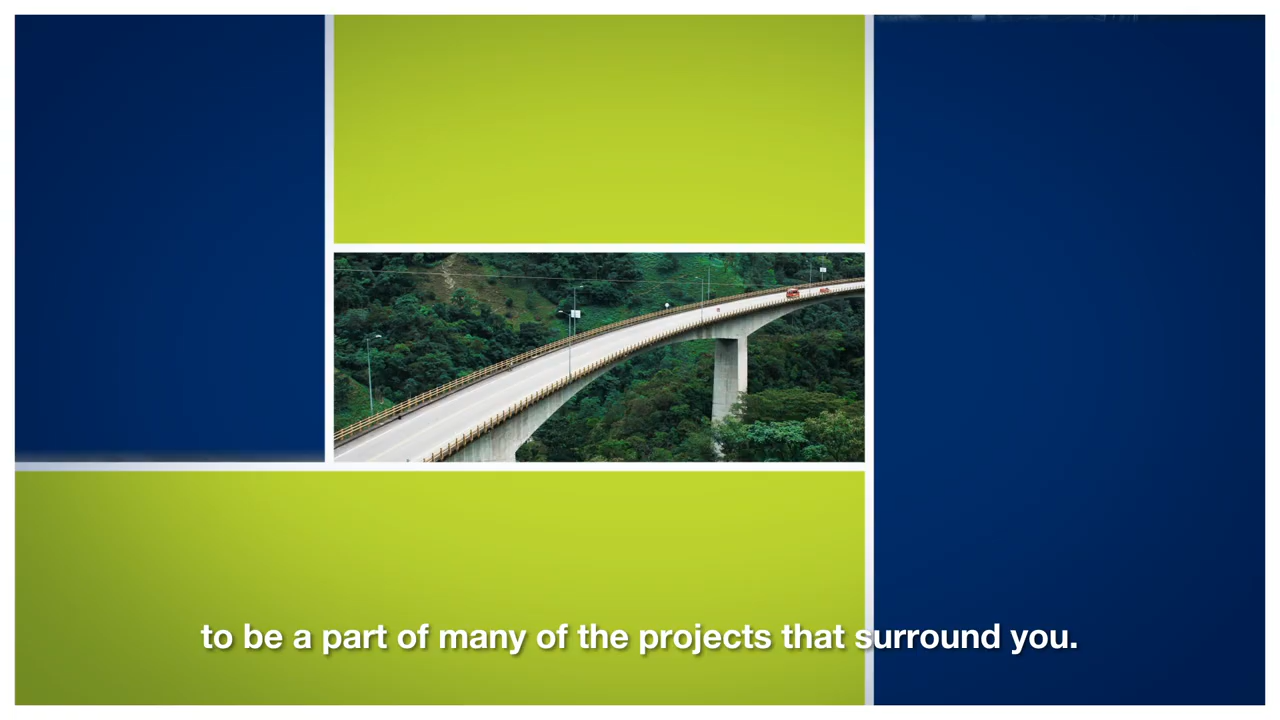 to be a part of many of the projects that surround you.